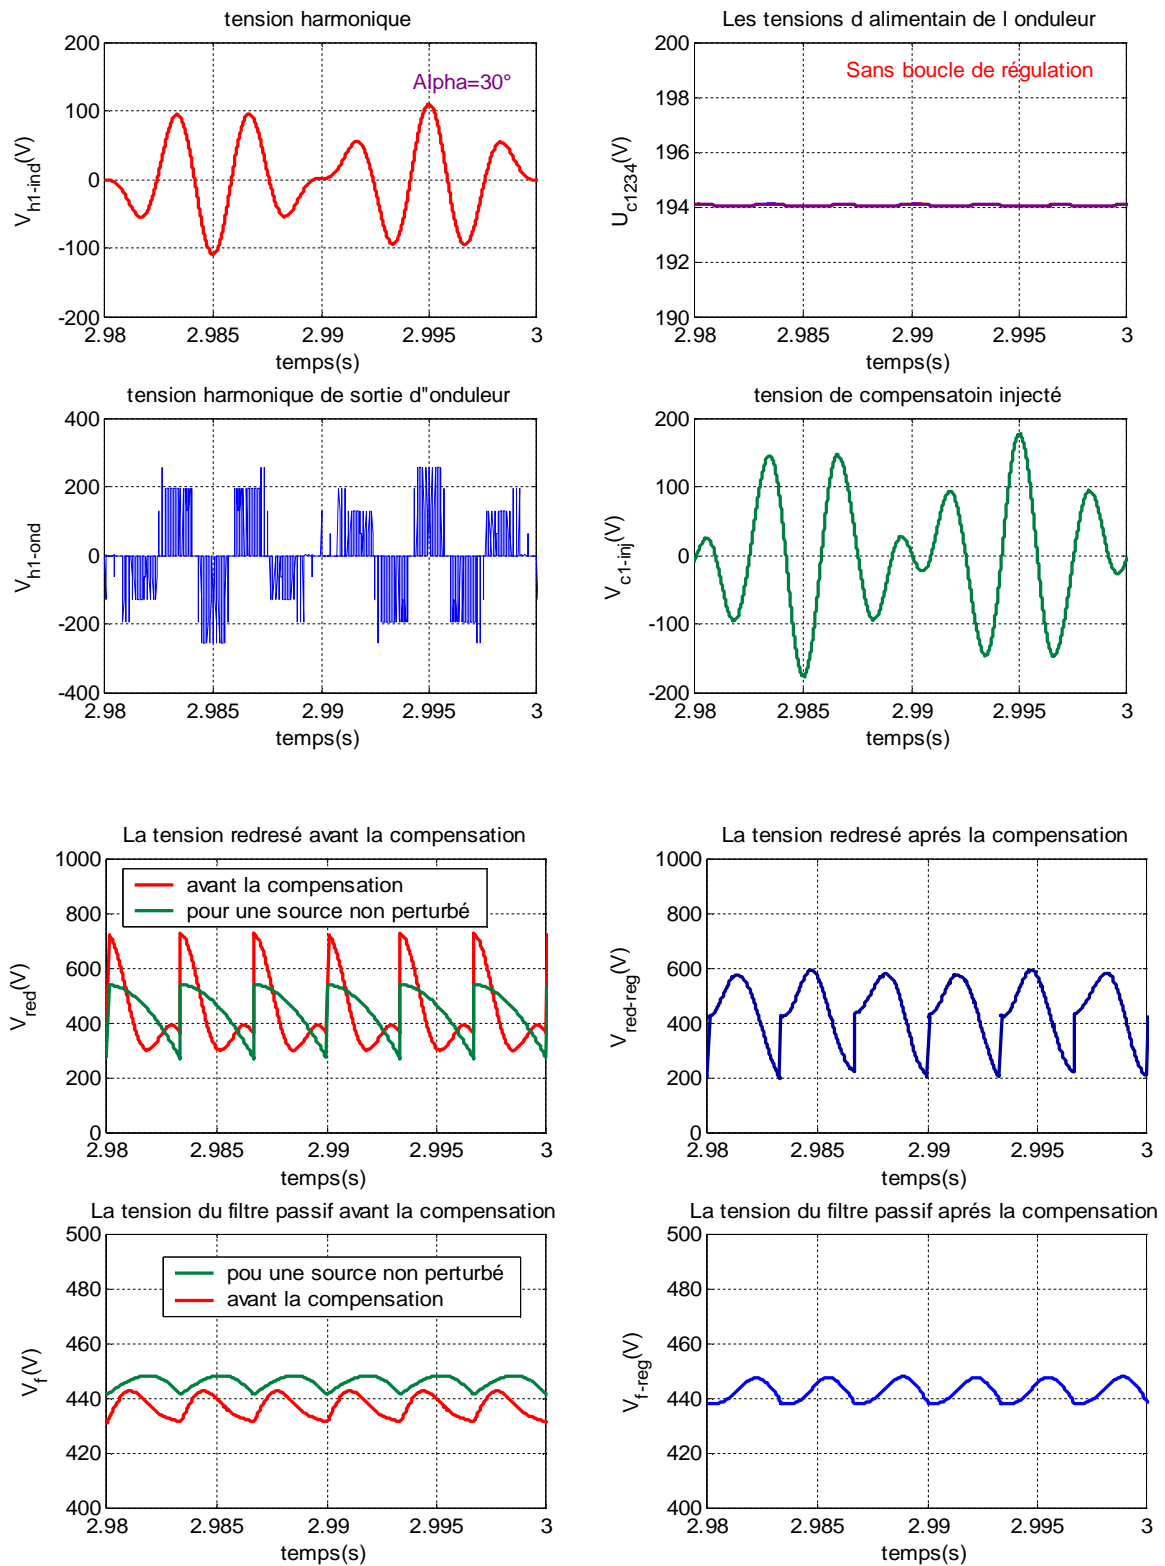 tension harmonique
200
100
0
-100
-200
V_h1-ind(V)
Alpha=30°
2.98 2.985 2.99 2.995 3
temps(s)
Les tensions d alimentain de l onduleur
200
198
196
194
192
190
U_c1234(V)
Sans boucle de régulation
2.98 2.985 2.99 2.995 3
temps(s)
tension harmonique de sortie d"onduleur
400
200
0
-200
-400
V_h1-ond
2.98 2.985 2.99 2.995 3
temps(s)
tension de compensatoin injecté
200
100
0
-100
-200
V_c1-inj(V)
2.98 2.985 2.99 2.995 3
temps(s)
La tension redresé avant la compensation
1000
800
600
400
200
0
V_red(V)
avant la compensation
pour une source non perturbé
2.98 2.985 2.99 2.995 3
temps(s)
La tension redresé aprés la compensation
1000
800
600
400
200
0
V_red-reg(V)
2.98 2.985 2.99 2.995 3
temps(s)
La tension du filtre passif avant la compensation
500
480
460
440
420
400
V_f(V)
pou une source non perturbé
avant la compensation
2.98 2.985 2.99 2.995 3
temps(s)
La tension du filtre passif aprés la compensation
500
480
460
440
420
400
V_f-reg(V)
2.98 2.985 2.99 2.995 3
temps(s)